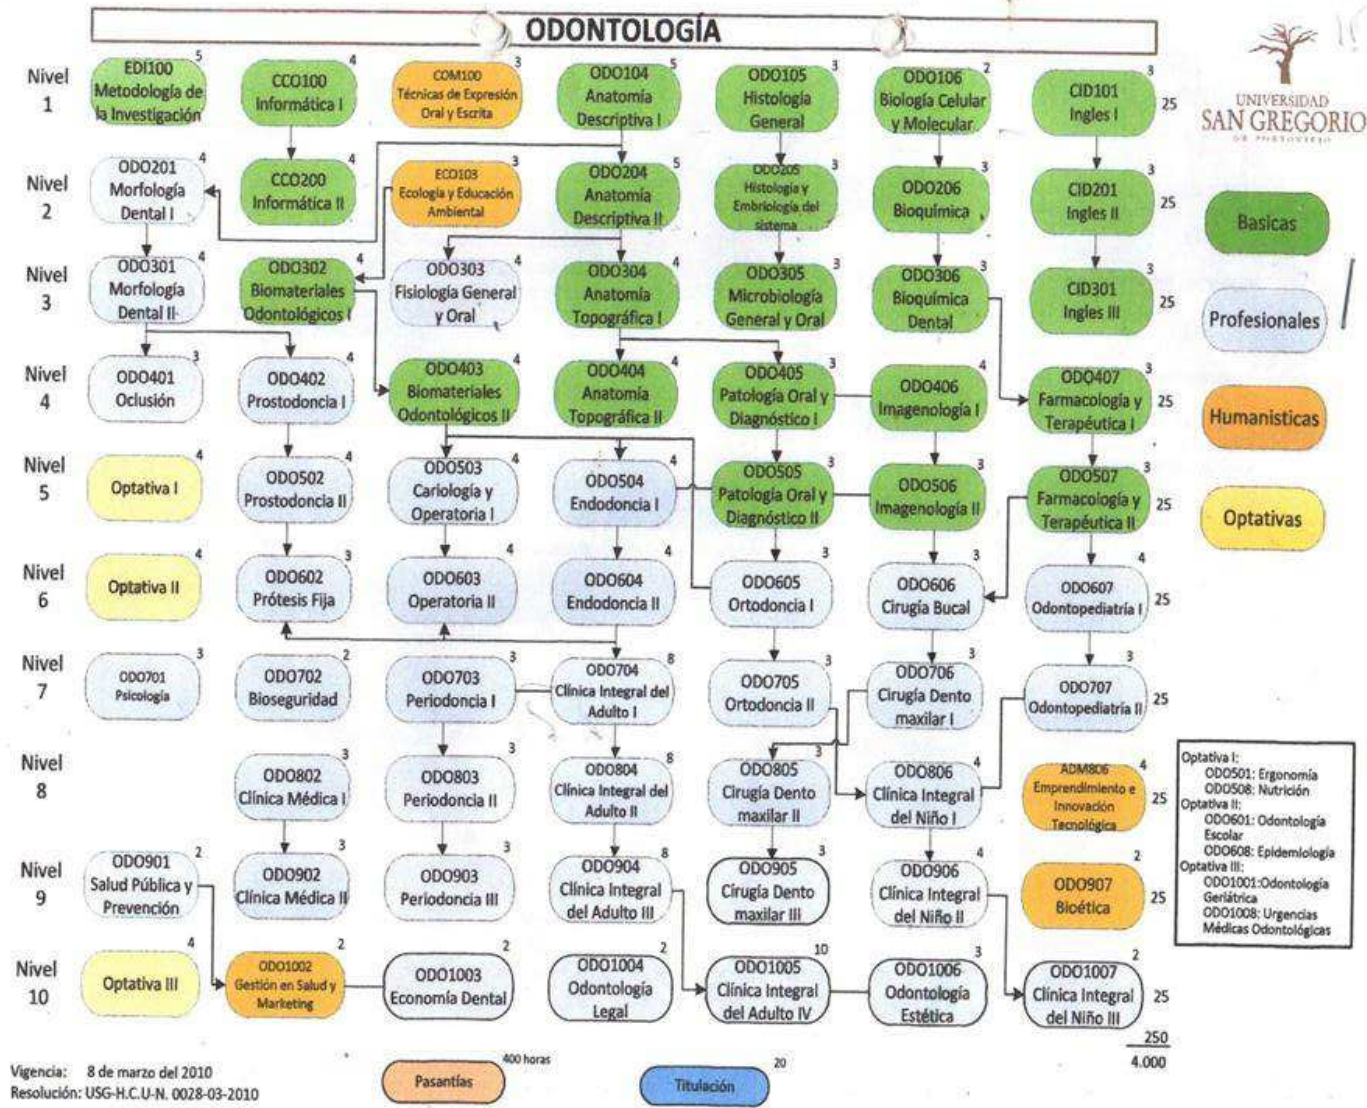 ODONTOLOGÍA
UNIVERSIDAD
SAN GREGORIO
DE PORTOVIEJO
Nivel
1
EDI100
Metodología de
la Investigación
5
CCO100
Informática I
4
COM100
Técnicas de Expresión
Oral y Escrita
3
ODO104
Anatomía
Descriptiva I
5
ODO105
Histología
General
3
ODO106
Biología Celular
y Molecular
2
CID101
Ingles I
3
25
Nivel
2
ODO201
Morfología
Dental I
4
CCO200
Informática II
4
ECO103
Ecología y Educación
Ambiental
3
ODO204
Anatomía
Descriptiva II
5
ODO205
Histología y
Embriología del
sistema
3
ODO206
Bioquímica
3
CID201
Ingles II
3
25
Nivel
3
ODO301
Morfología
Dental II
4
ODO302
Biomateriales
Odontológicos I
4
ODO303
Fisiología General
y Oral
4
ODO304
Anatomía
Topográfica I
4
ODO305
Microbiología
General y Oral
3
ODO306
Bioquímica
Dental
3
CID301
Ingles III
3
25
Nivel
4
ODO401
Oclusión
3
ODO402
Prostodoncia I
4
ODO403
Biomateriales
Odontológicos II
4
ODO404
Anatomía
Topográfica II
4
ODO405
Patología Oral y
Diagnóstico I
3
ODO406
Imagenología I
4
ODO407
Farmacología y
Terapéutica I
3
25
Nivel
5
Optativa I
4
ODO502
Prostodoncia II
4
ODO503
Cariología y
Operatoria I
4
ODO504
Endodoncia I
4
ODO505
Patología Oral y
Diagnóstico II
3
ODO506
Imagenología II
3
ODO507
Farmacología y
Terapéutica II
3
25
Nivel
6
Optativa II
4
ODO602
Prótesis Fija
3
ODO603
Operatoria II
4
ODO604
Endodoncia II
4
ODO605
Ortodoncia I
3
ODO606
Cirugía Bucal
3
ODO607
Odontopediatría I
4
25
Nivel
7
ODO701
Psicología
3
ODO702
Bioseguridad
2
ODO703
Periodoncia I
3
ODO704
Clínica Integral del
Adulto I
8
ODO705
Ortodoncia II
3
ODO706
Cirugía Dento
maxilar I
3
ODO707
Odontopediatría II
3
25
Nivel
8
ODO802
Clínica Médica I
3
ODO803
Periodoncia II
3
ODO804
Clínica Integral del
Adulto II
8
ODO805
Cirugía Dento
maxilar II
3
ODO806
Clínica Integral
del Niño I
4
ADM806
Emprendimiento e
Innovación
Tecnológica
4
25
Nivel
9
ODO901
Salud Pública y
Prevención
2
ODO902
Clínica Médica II
3
ODO903
Periodoncia III
3
ODO904
Clínica Integral
del Adulto III
8
ODO905
Cirugía Dento
maxilar III
3
ODO906
Clínica Integral
del Niño II
4
ODO907
Bioética
2
25
Nivel
10
Optativa III
4
ODO1002
Gestión en Salud y
Marketing
2
ODO1003
Economía Dental
2
ODO1004
Odontología
Legal
2
ODO1005
Clínica Integral
del Adulto IV
10
ODO1006
Odontología
Estética
3
ODO1007
Clínica Integral
del Niño III
2
25
250
4.000
Basicas
Profesionales
Humanisticas
Optativas
Optativa I:
ODO501: Ergonomía
ODO508: Nutrición
Optativa II:
ODO601: Odontología
Escolar
ODO608: Epidemiología
Optativa III:
ODO1001:Odontología
Geriátrica
ODO1008: Urgencias
Médicas Odontológicas
Vigencia: 8 de marzo del 2010
Resolución: USG-H.C.U-N. 0028-03-2010
Pasantías
400 horas
Titulación
20